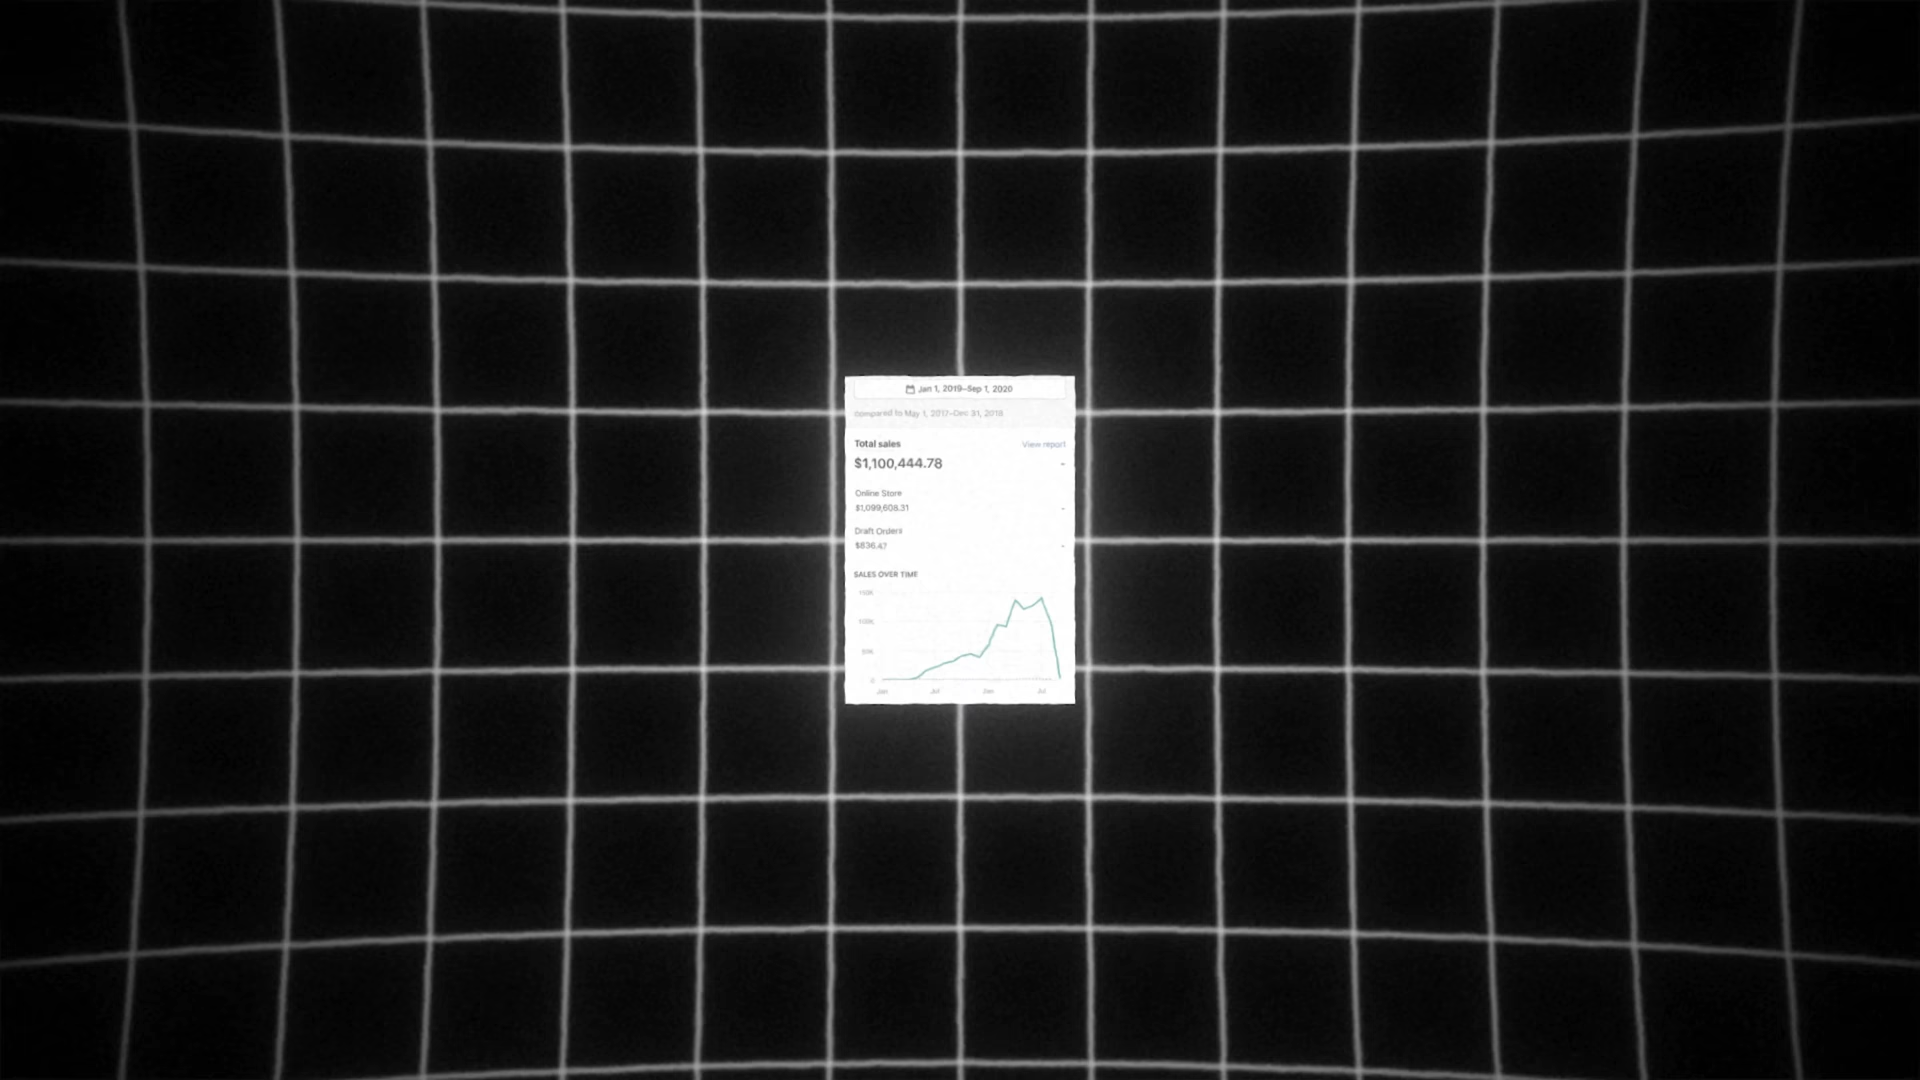 Jan 1, 2019–Sep 1, 2020
compared to May 1, 2017–Dec 31, 2018
Total sales
View report
$1,100,444.78
-
Online Store
$1,099,608.31
-
Draft Orders
$836.47
-
SALES OVER TIME
150K
100K
50K
0
Jan
Jul
Jan
Jul